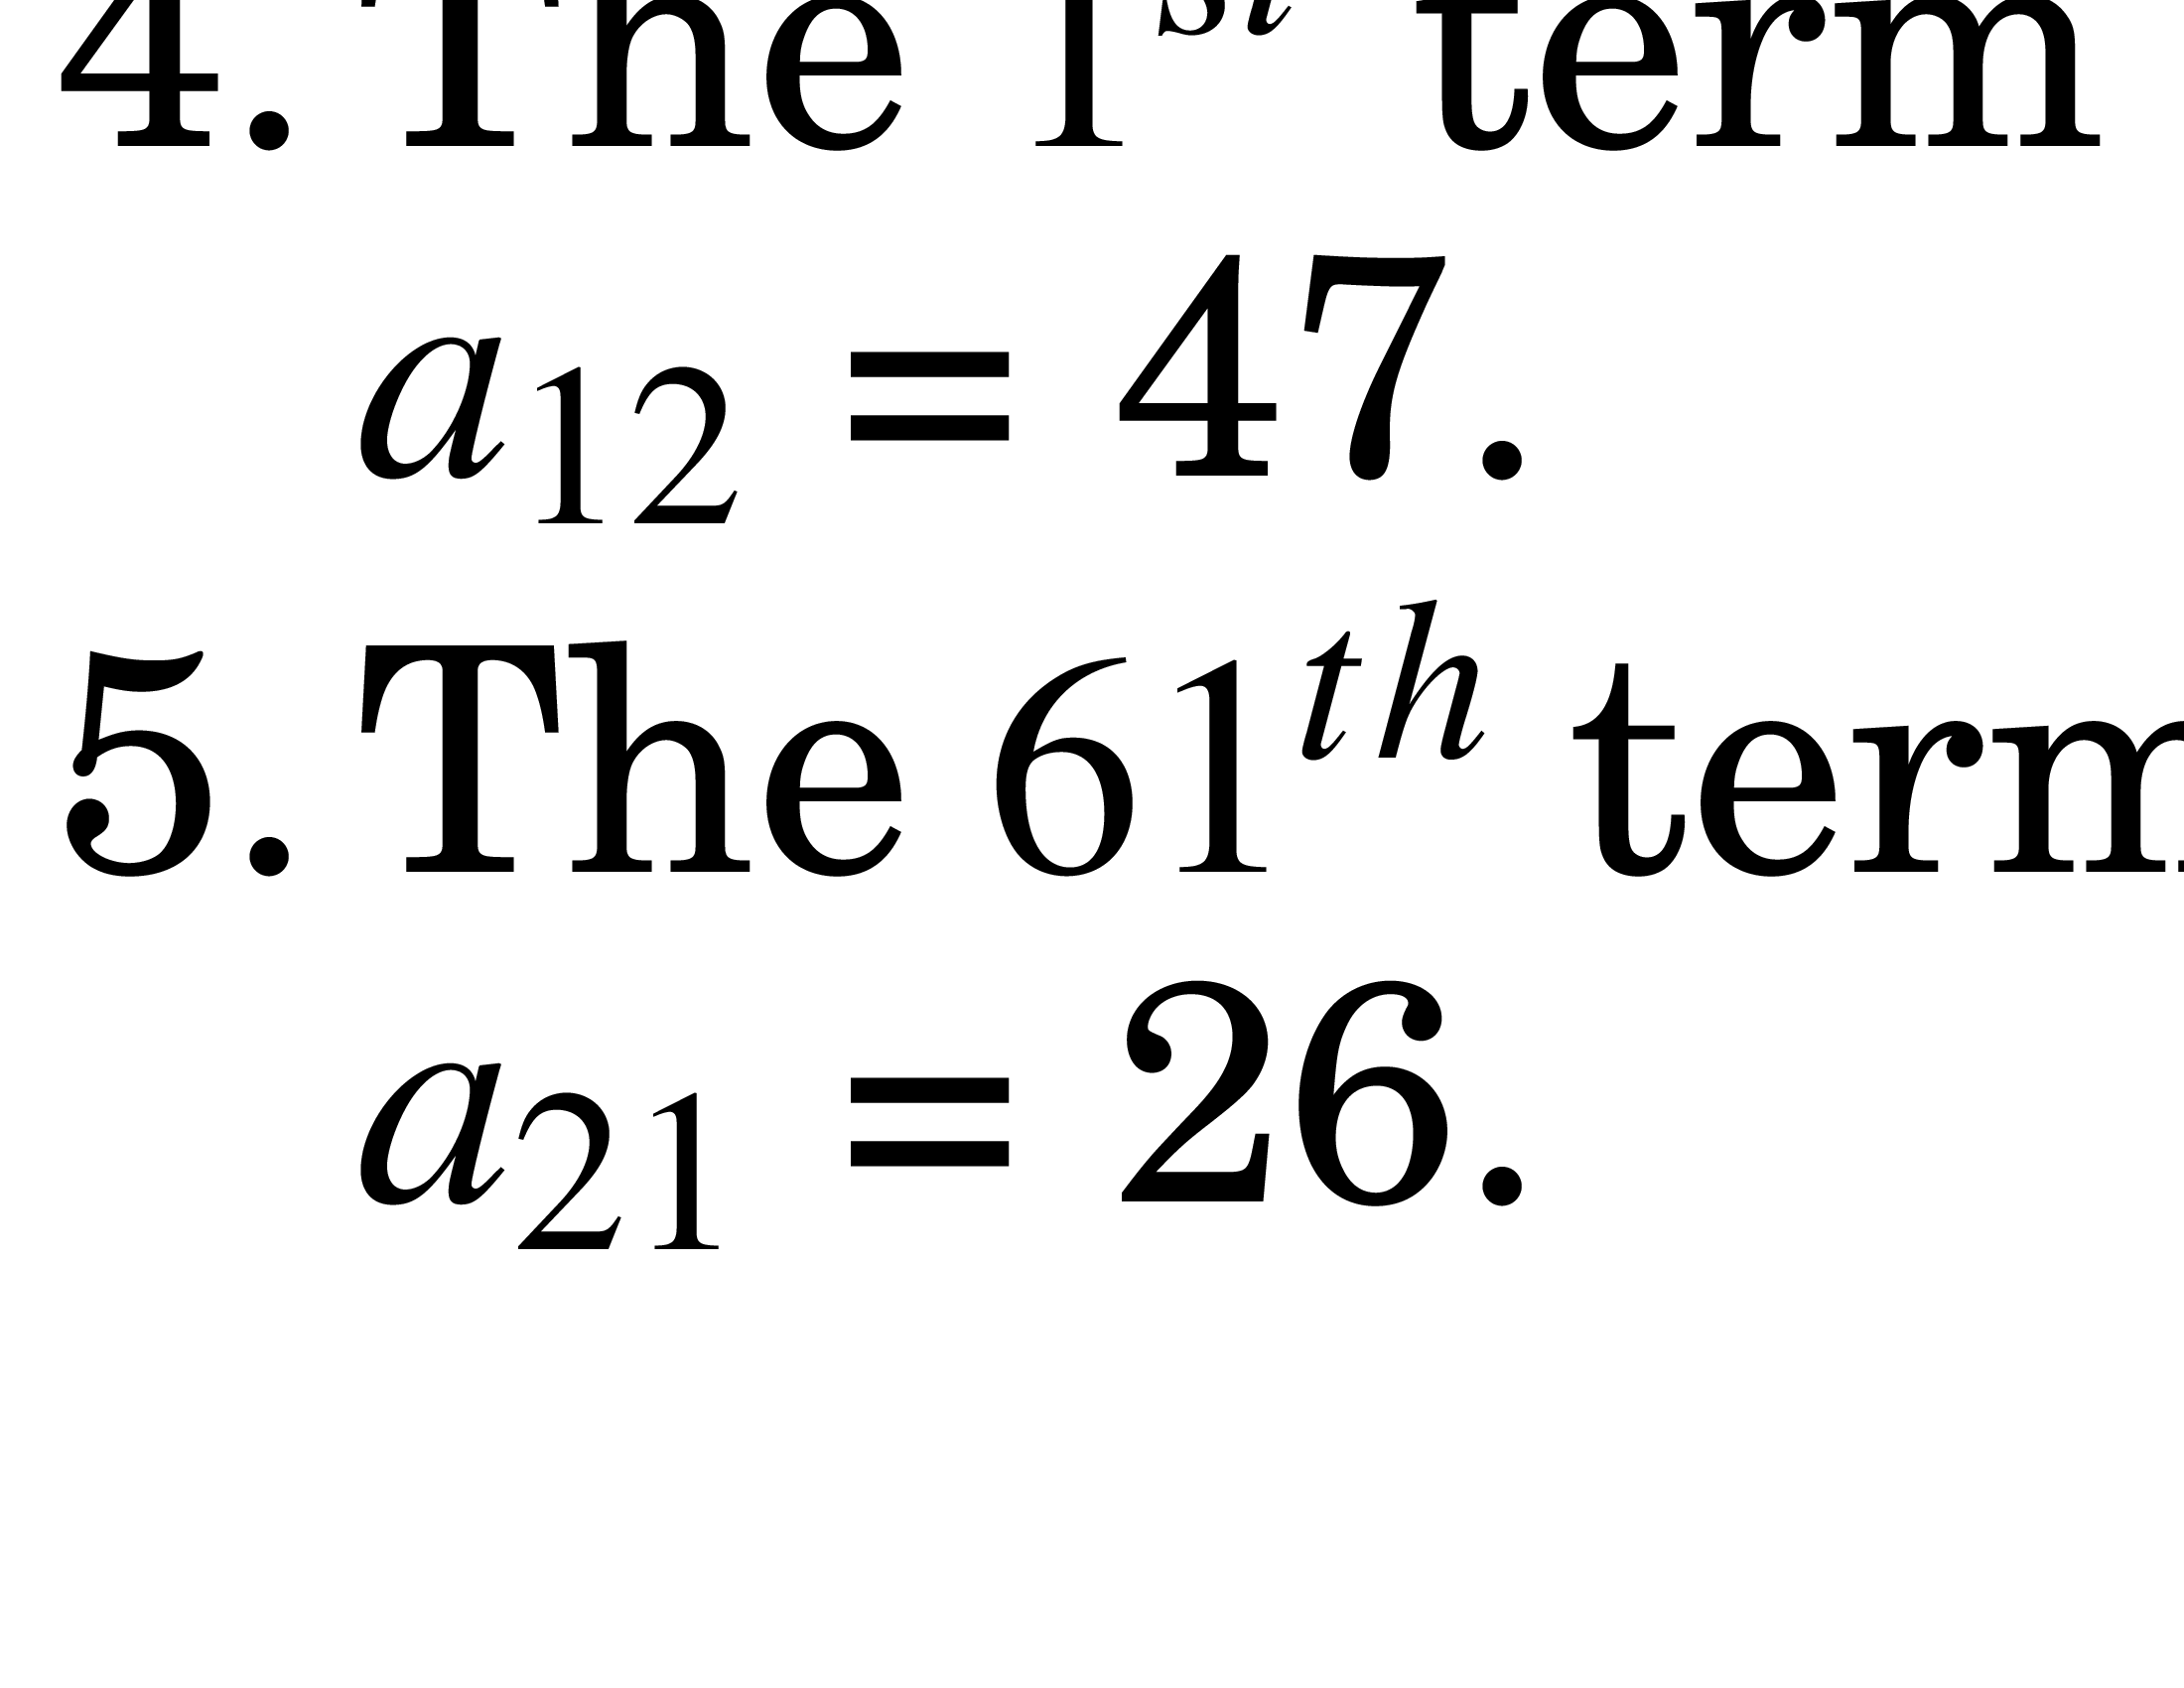 4. The 1st term
a12 = 47.
5. The 61th term
a21 = 26.